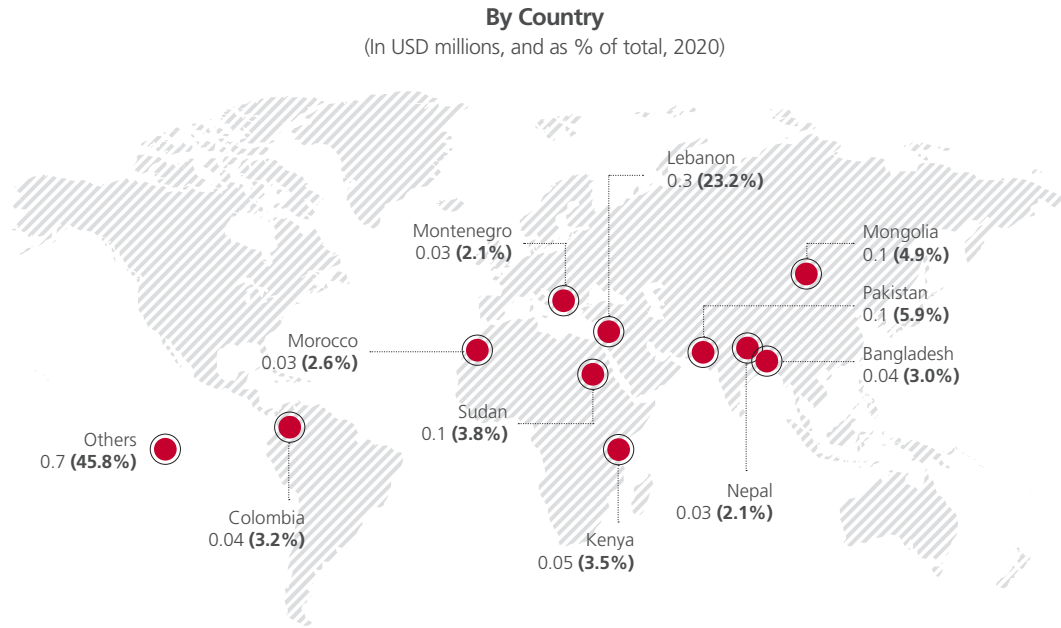 By Country
(In USD millions, and as % of total, 2020)
Lebanon
0.3 (23.2%)
Montenegro
0.03 (2.1%)
Mongolia
0.1 (4.9%)
Pakistan
0.1 (5.9%)
Morocco
0.03 (2.6%)
Bangladesh
0.04 (3.0%)
Sudan
0.1 (3.8%)
Others
0.7 (45.8%)
Nepal
0.03 (2.1%)
Colombia
0.04 (3.2%)
Kenya
0.05 (3.5%)